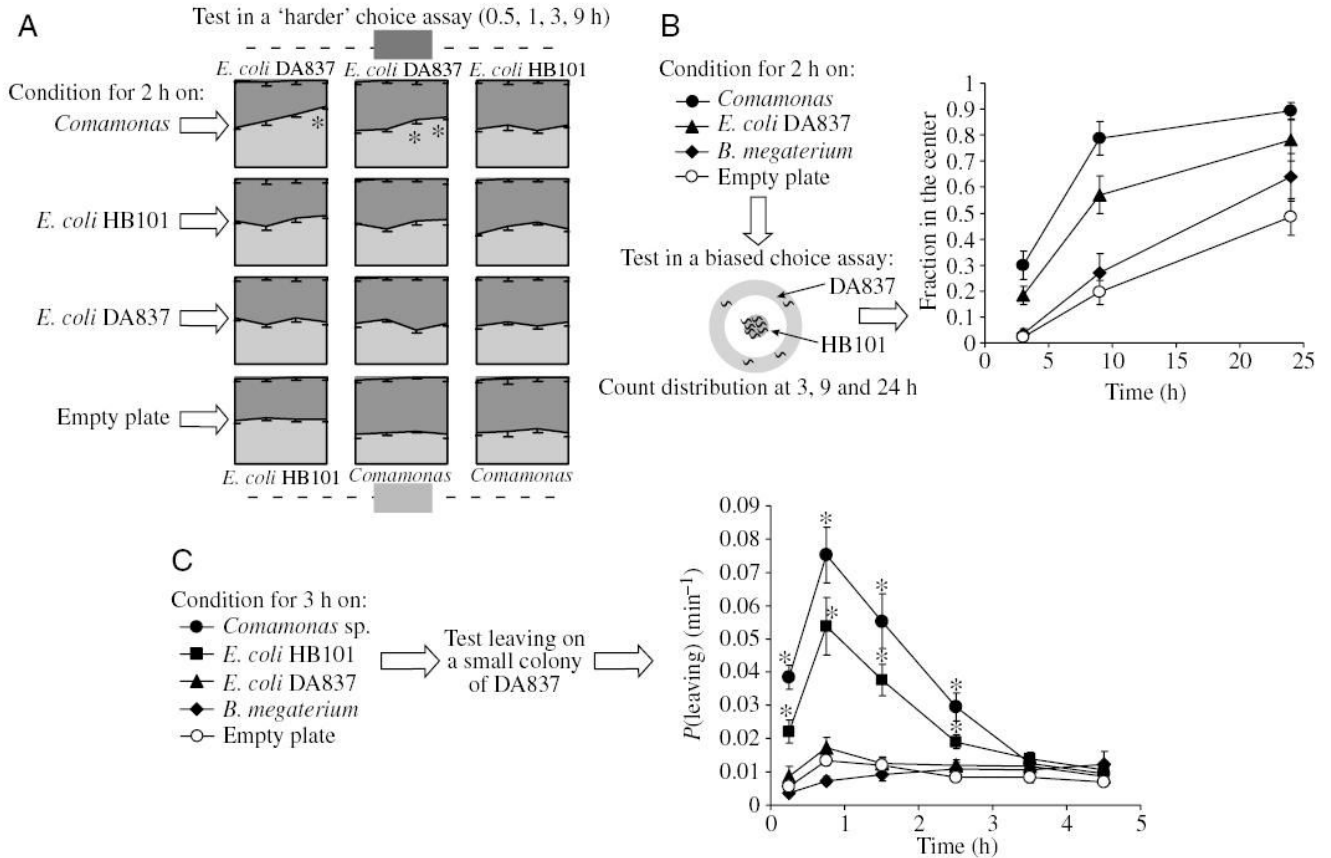 A
Test in a ‘harder’ choice assay (0.5, 1, 3, 9 h)
E. coli DA837 E. coli DA837 E. coli HB101
Condition for 2 h on:
Comamonas
*
* *
E. coli HB101
E. coli DA837
Empty plate
E. coli HB101 Comamonas Comamonas
B
Condition for 2 h on:
Comamonas
E. coli DA837
B. megaterium
Empty plate
Test in a biased choice assay:
DA837
HB101
Count distribution at 3, 9 and 24 h
Fraction in the center
1
0.9
0.8
0.7
0.6
0.5
0.4
0.3
0.2
0.1
0
0 5 10 15 20 25
Time (h)
C
Condition for 3 h on:
Comamonas sp.
E. coli HB101
E. coli DA837
B. megaterium
Empty plate
Test leaving on
a small colony
of DA837
P(leaving) (min–1)
0.09
0.08
0.07
0.06
0.05
0.04
0.03
0.02
0.01
0
*
*
*
*
*
*
*
*
0 1 2 3 4 5
Time (h)